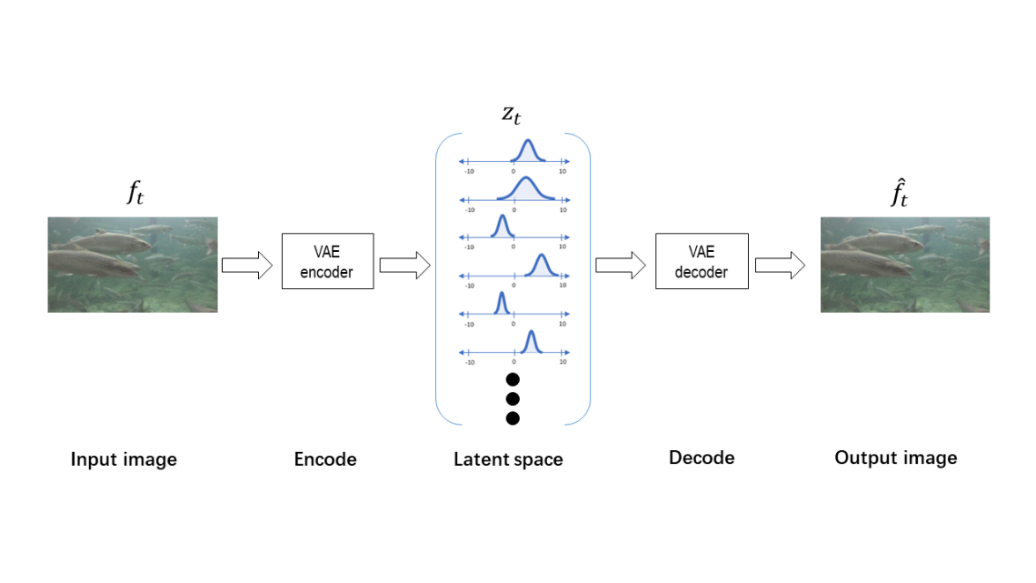 z_t
-10 0 10
-10 0 10
f_t
f̂_t
-10 0 10
VAE
encoder
VAE
decoder
-10 0 10
-10 0 10
-10 0 10
Input image
Encode
Latent space
Decode
Output image